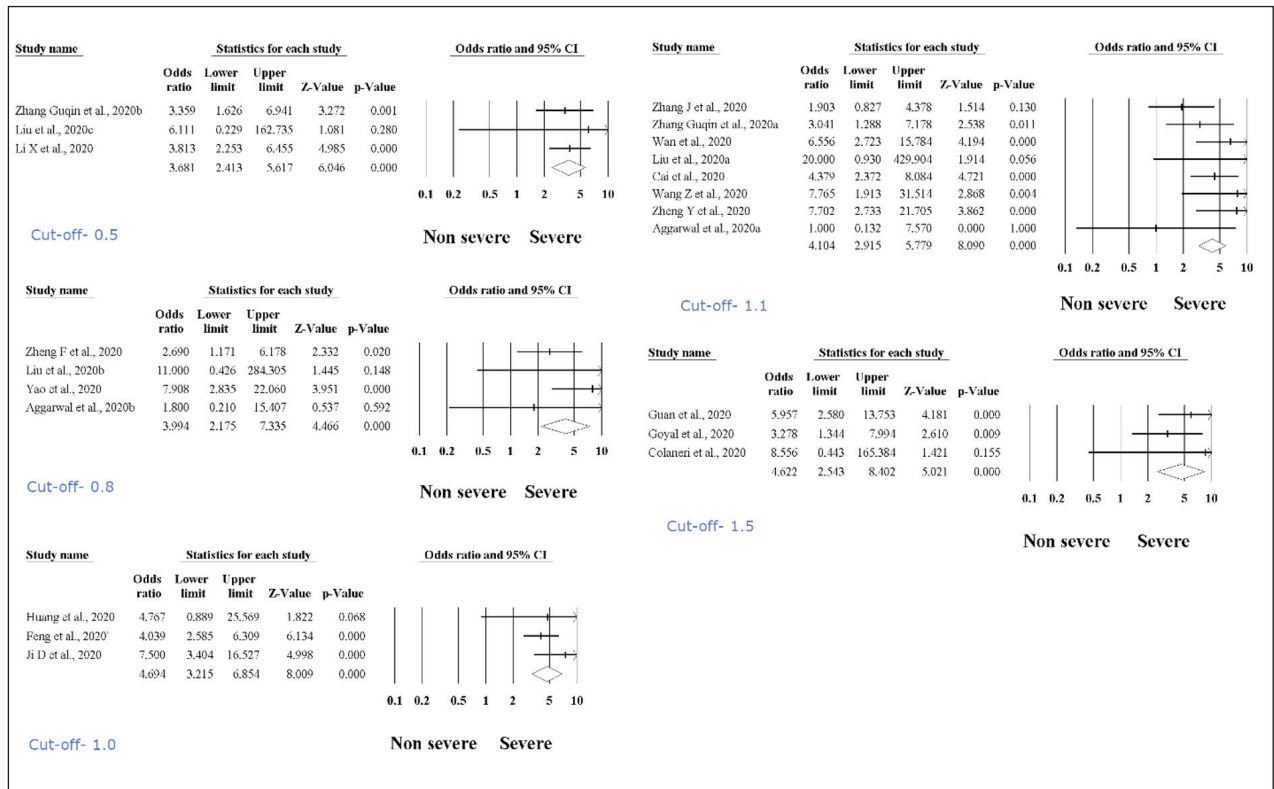 Study name Statistics for each study Odds ratio and 95% CI
Odds ratio Lower limit Upper limit Z-Value p-Value
Zhang Guqin et al., 2020b 3.359 1.626 6.941 3.272 0.001
Liu et al., 2020c 6.111 0.229 162.735 1.081 0.280
Li X et al., 2020 3.813 2.253 6.455 4.985 0.000
3.681 2.413 5.617 6.046 0.000
0.1 0.2 0.5 1 2 5 10
Cut-off- 0.5
Non severe Severe
Study name Statistics for each study Odds ratio and 95% CI
Odds ratio Lower limit Upper limit Z-Value p-Value
Zheng F et al., 2020 2.690 1.171 6.178 2.332 0.020
Liu et al., 2020b 11.000 0.426 284.305 1.445 0.148
Yao et al., 2020 7.908 2.835 22.060 3.951 0.000
Aggarwal et al., 2020b 1.800 0.210 15.407 0.537 0.592
3.994 2.175 7.335 4.466 0.000
0.1 0.2 0.5 1 2 5 10
Cut-off- 0.8
Non severe Severe
Study name Statistics for each study Odds ratio and 95% CI
Odds ratio Lower limit Upper limit Z-Value p-Value
Huang et al., 2020 4.767 0.889 25.569 1.822 0.068
Feng et al., 2020` 4.039 2.585 6.309 6.134 0.000
Ji D et al., 2020 7.500 3.404 16.527 4.998 0.000
4.694 3.215 6.854 8.009 0.000
0.1 0.2 0.5 1 2 5 10
Cut-off- 1.0
Non severe Severe
Study name Statistics for each study Odds ratio and 95% CI
Odds ratio Lower limit Upper limit Z-Value p-Value
Zhang J et al., 2020 1.903 0.827 4.378 1.514 0.130
Zhang Guqin et al., 2020a 3.041 1.288 7.178 2.538 0.011
Wan et al., 2020 6.556 2.723 15.784 4.194 0.000
Liu et al., 2020a 20.000 0.930 429.904 1.914 0.056
Cai et al., 2020 4.379 2.372 8.084 4.721 0.000
Wang Z et al., 2020 7.765 1.913 31.514 2.868 0.004
Zheng Y et al., 2020 7.702 2.733 21.705 3.862 0.000
Aggarwal et al., 2020a 1.000 0.132 7.570 0.000 1.000
4.104 2.915 5.779 8.090 0.000
0.1 0.2 0.5 1 2 5 10
Cut-off- 1.1
Non severe Severe
Study name Statistics for each study Odds ratio and 95% CI
Odds ratio Lower limit Upper limit Z-Value p-Value
Guan et al., 2020 5.957 2.580 13.753 4.181 0.000
Goyal et al., 2020 3.278 1.344 7.994 2.610 0.009
Colaneri et al., 2020 8.556 0.443 165.384 1.421 0.155
4.622 2.543 8.402 5.021 0.000
0.1 0.2 0.5 1 2 5 10
Cut-off- 1.5
Non severe Severe